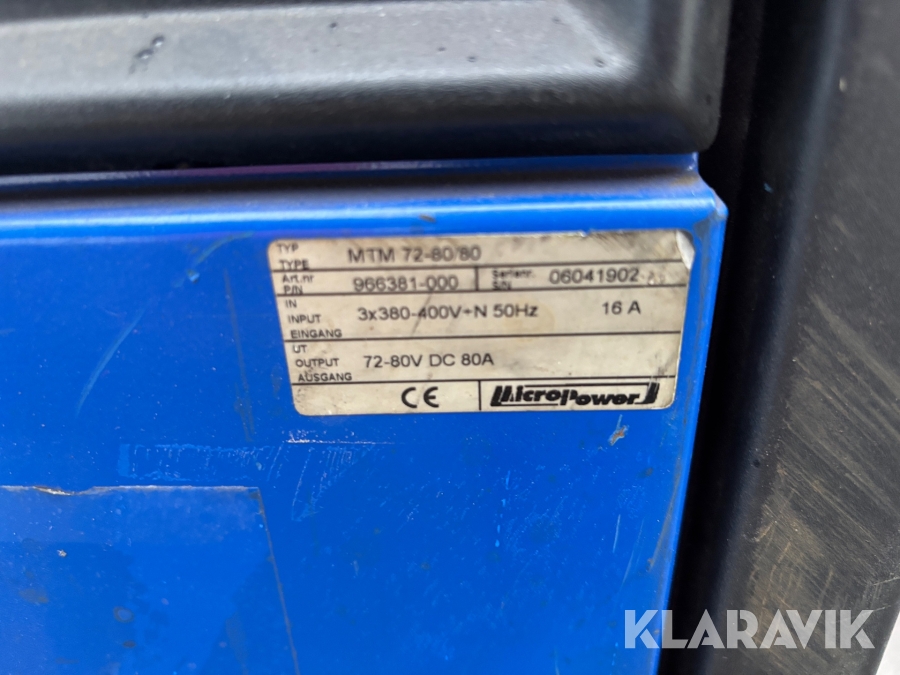 TYP
TYPE MTM 72-80/80
Art.nr
P/N 966381-000 Serienr. S/N 06041902
IN
INPUT 3x380-400V+N 50Hz 16 A
EINGANG
UT
OUTPUT 72-80V DC 80A
AUSGANG
CE MicroPower
KLARAVIK